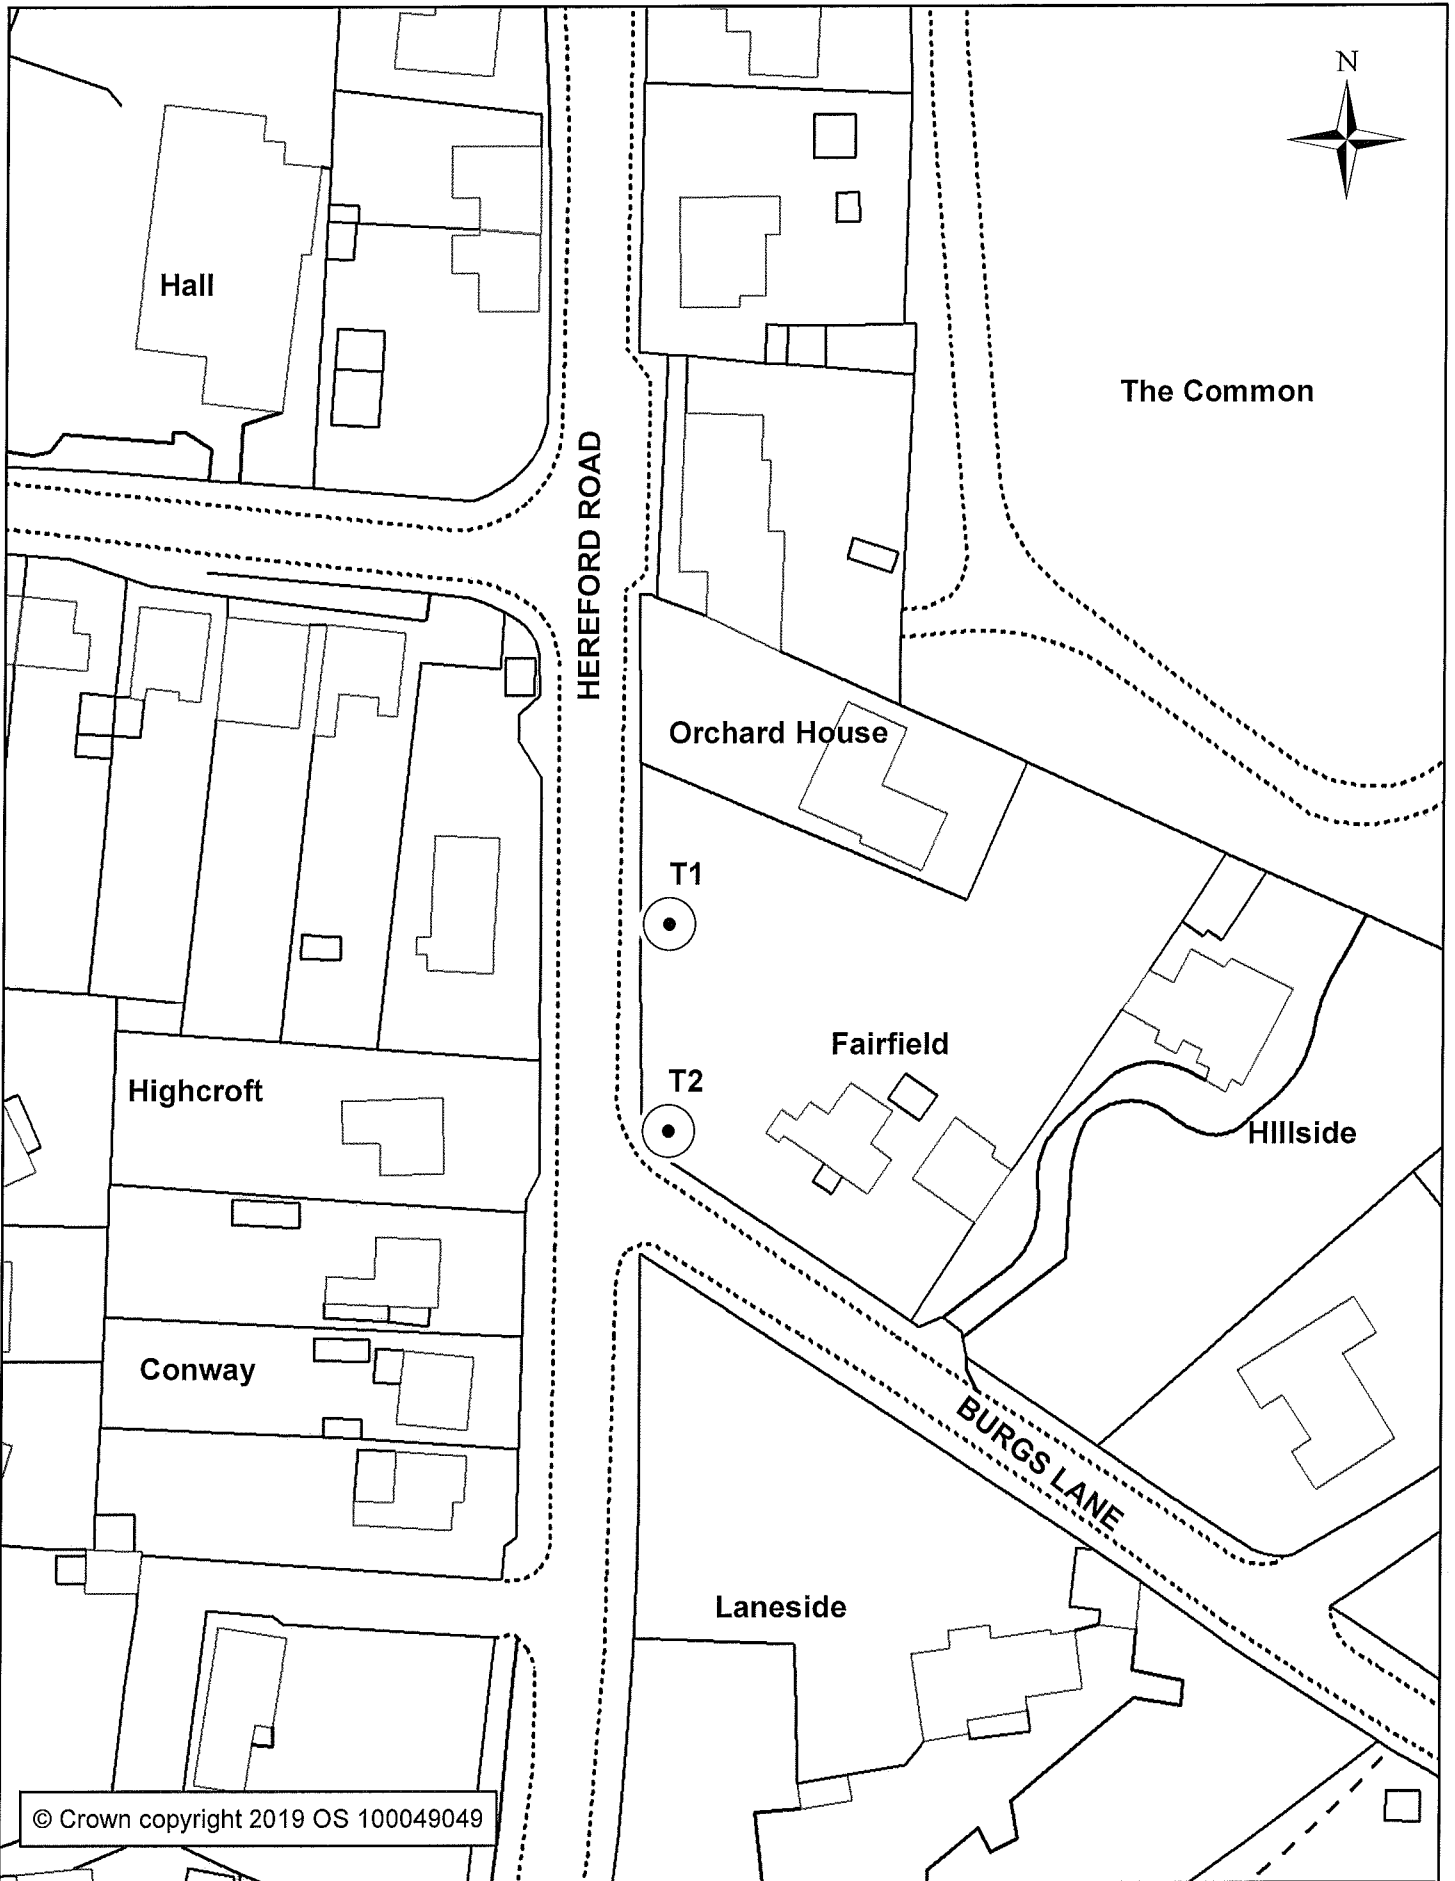 N
Hall
The Common
HEREFORD ROAD
Orchard House
T1
Fairfield
T2
Highcroft
HIllside
Conway
BURGS LANE
Laneside
© Crown copyright 2019 OS 100049049